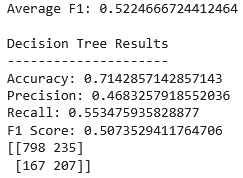 Average F1: 0.5224666724412464
Decision Tree Results
---------------------
Accuracy: 0.7142857142857143
Precision: 0.4683257918552036
Recall: 0.553475935828877
F1 Score: 0.5073529411764706
[[798 235]
 [167 207]]